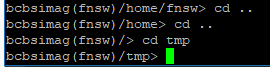 bcbsimag(fnsw)/home/fnsw> cd ..
bcbsimag(fnsw)/home> cd ..
bcbsimag(fnsw)/> cd tmp
bcbsimag(fnsw)/tmp>